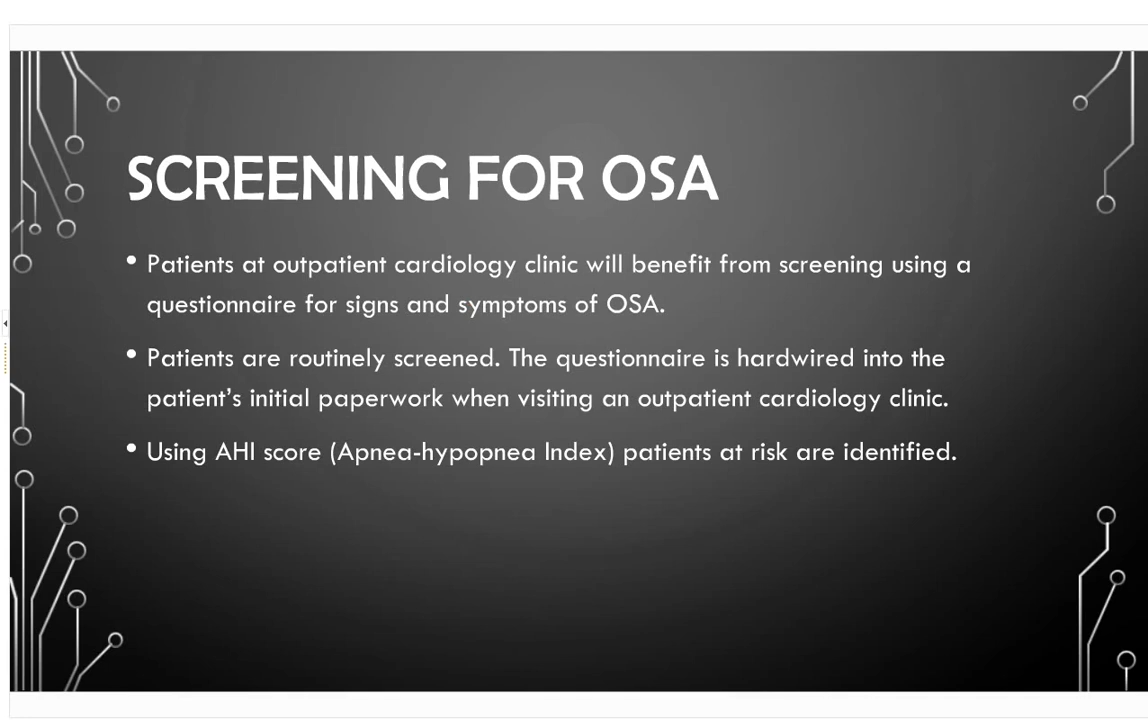 SCREENING FOR OSA
• Patients at outpatient cardiology clinic will benefit from screening using a
questionnaire for signs and symptoms of OSA.
• Patients are routinely screened. The questionnaire is hardwired into the
patient's initial paperwork when visiting an outpatient cardiology clinic.
• Using AHI score (Apnea-hypopnea Index) patients at risk are identified.